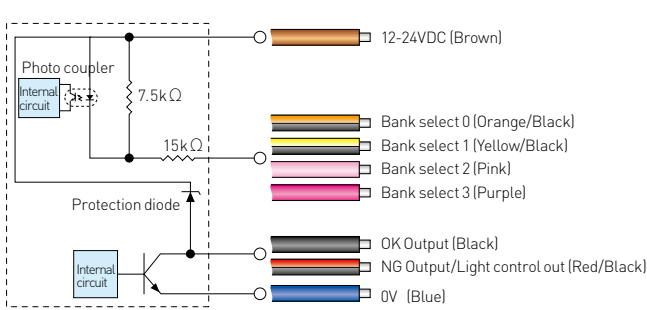 12-24VDC (Brown)
Photo coupler
Internal
circuit
7.5kΩ
Bank select 0 (Orange/Black)
15kΩ
Bank select 1 (Yellow/Black)
Bank select 2 (Pink)
Bank select 3 (Purple)
Protection diode
OK Output (Black)
Internal
circuit
NG Output/Light control out (Red/Black)
0V (Blue)